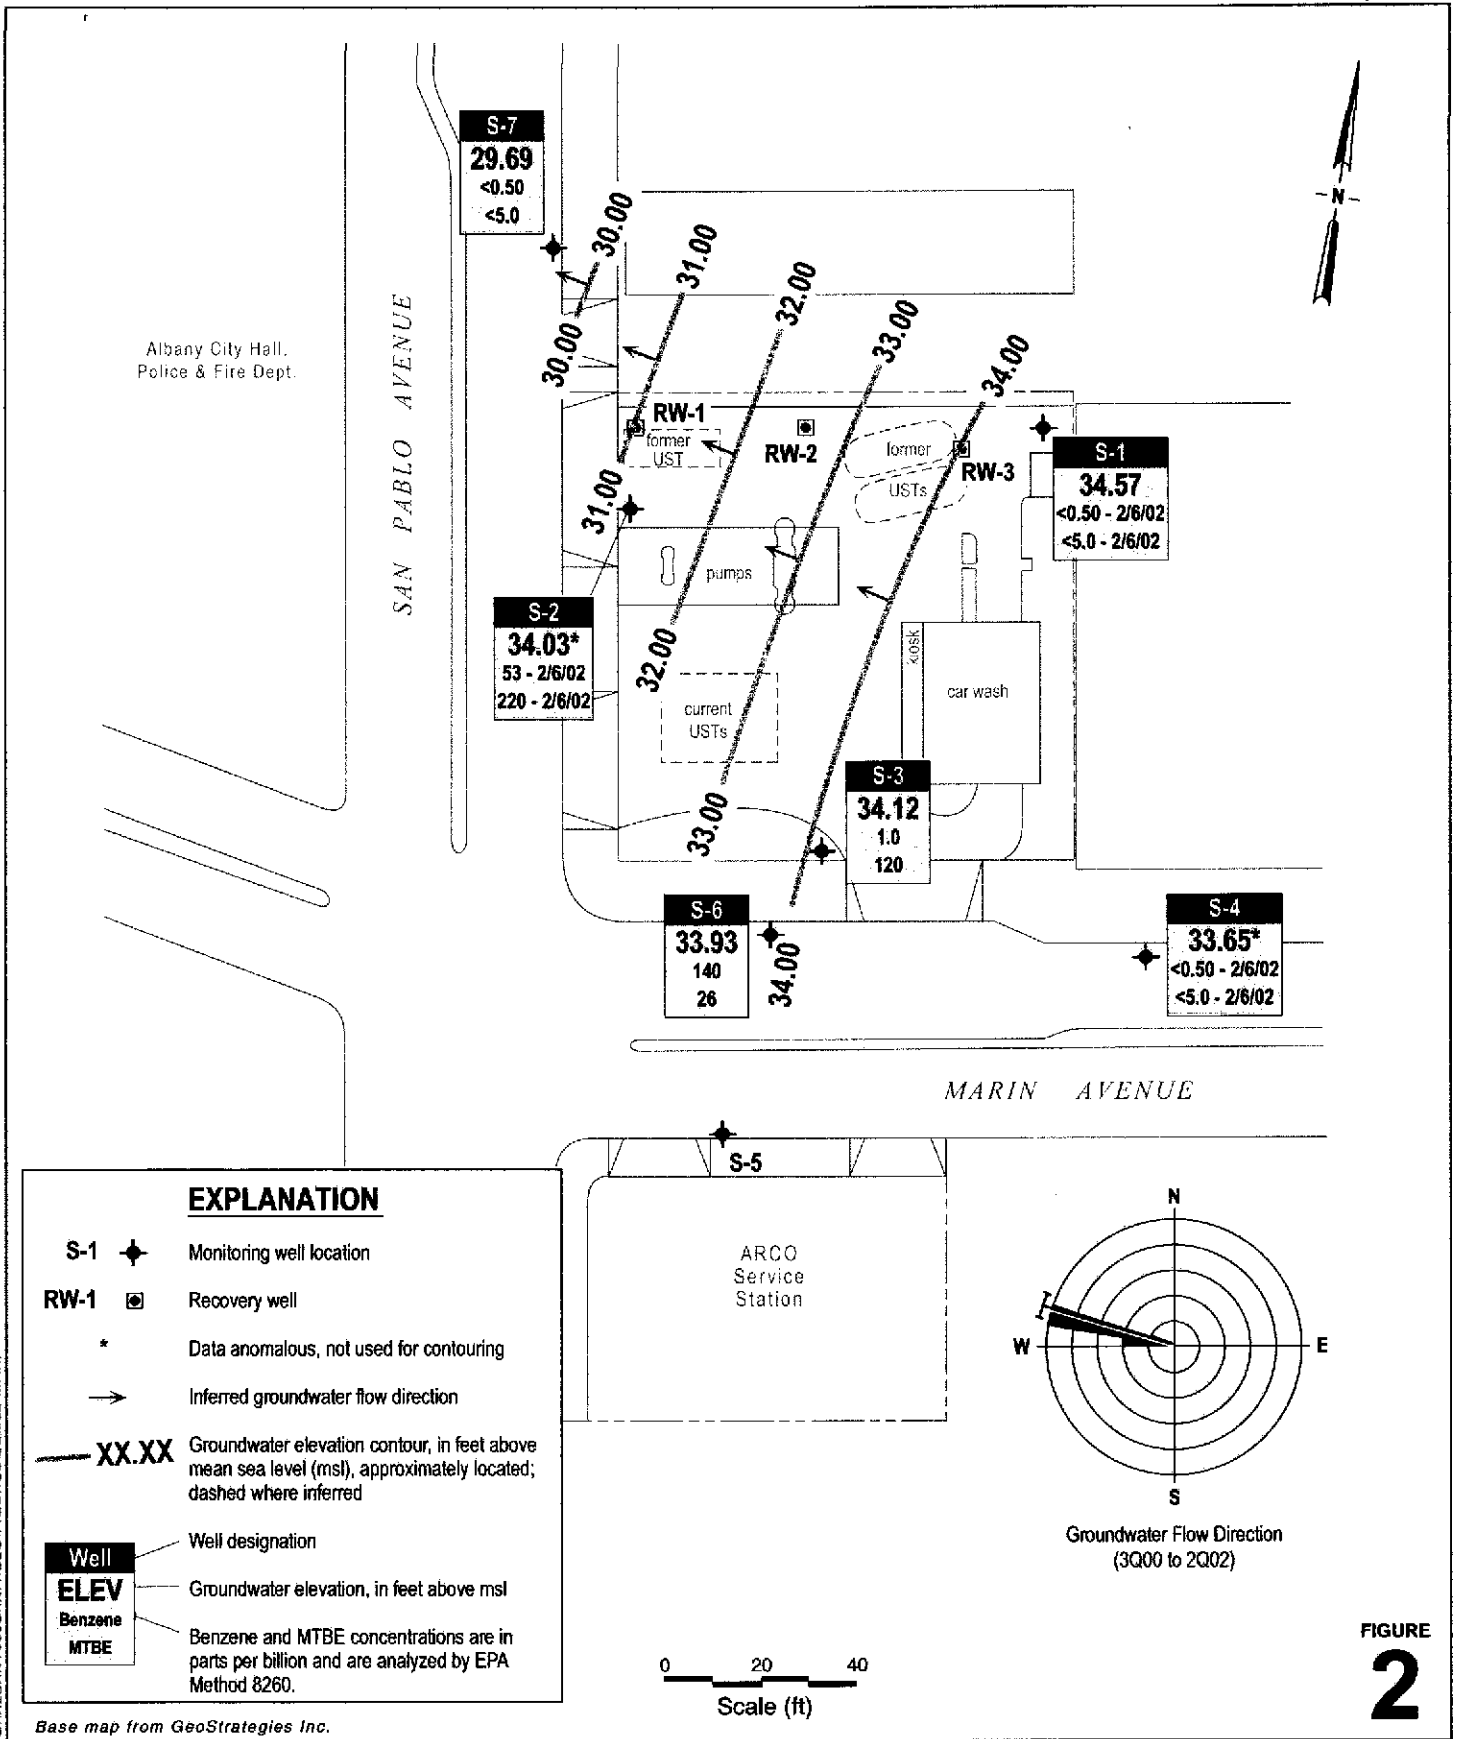 S-7
29.69
<0.50
<5.0
30.00
31.00
32.00
33.00
34.00
N
Albany City Hall.
Police & Fire Dept.
SAN PABLO AVENUE
30.00
RW-1
former
UST
RW-2
former
USTs
RW-3
S-1
34.57
<0.50 - 2/6/02
<5.0 - 2/6/02
31.00
pumps
S-2
34.03*
53 - 2/6/02
220 - 2/6/02
32.00
kiosk
car wash
current
USTs
33.00
S-3
34.12
1.0
120
S-6
33.93
140
26
34.00
S-4
33.65*
<0.50 - 2/6/02
<5.0 - 2/6/02
MARIN AVENUE
S-5
ARCO
Service
Station
EXPLANATION
S-1 Monitoring well location
RW-1 Recovery well
* Data anomalous, not used for contouring
Inferred groundwater flow direction
XX.XX Groundwater elevation contour, in feet above
mean sea level (msl), approximately located;
dashed where inferred
Well designation
Well
ELEV
Groundwater elevation, in feet above msl
Benzene
MTBE
Benzene and MTBE concentrations are in
parts per billion and are analyzed by EPA
Method 8260.
N
W
E
S
Groundwater Flow Direction
(3Q00 to 2Q02)
0 20 40
Scale (ft)
FIGURE
2
Base map from GeoStrategies Inc.